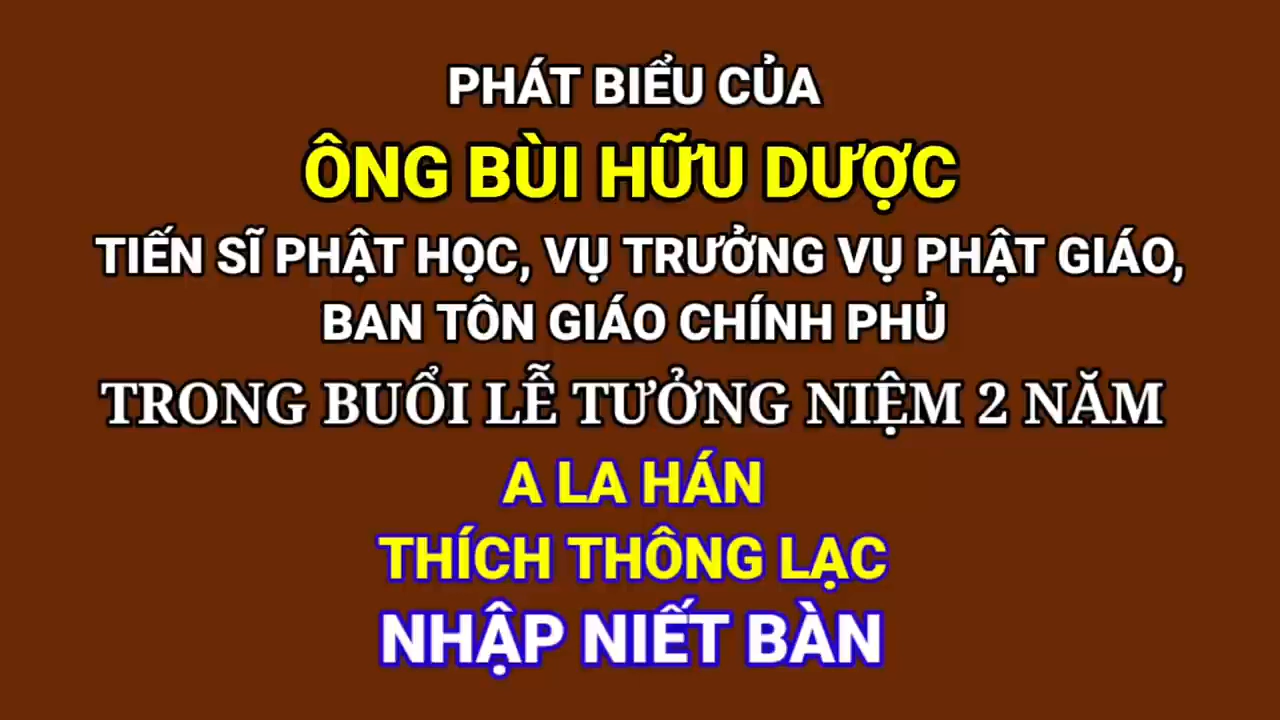 PHÁT BIỂU CỦA
ÔNG BÙI HỮU DƯỢC
TIẾN SĨ PHẬT HỌC, VỤ TRƯỞNG VỤ PHẬT GIÁO,
BAN TÔN GIÁO CHÍNH PHỦ
TRONG BUỔI LỄ TƯỞNG NIỆM 2 NĂM
A LA HÁN
THÍCH THÔNG LẠC
NHẬP NIẾT BÀN